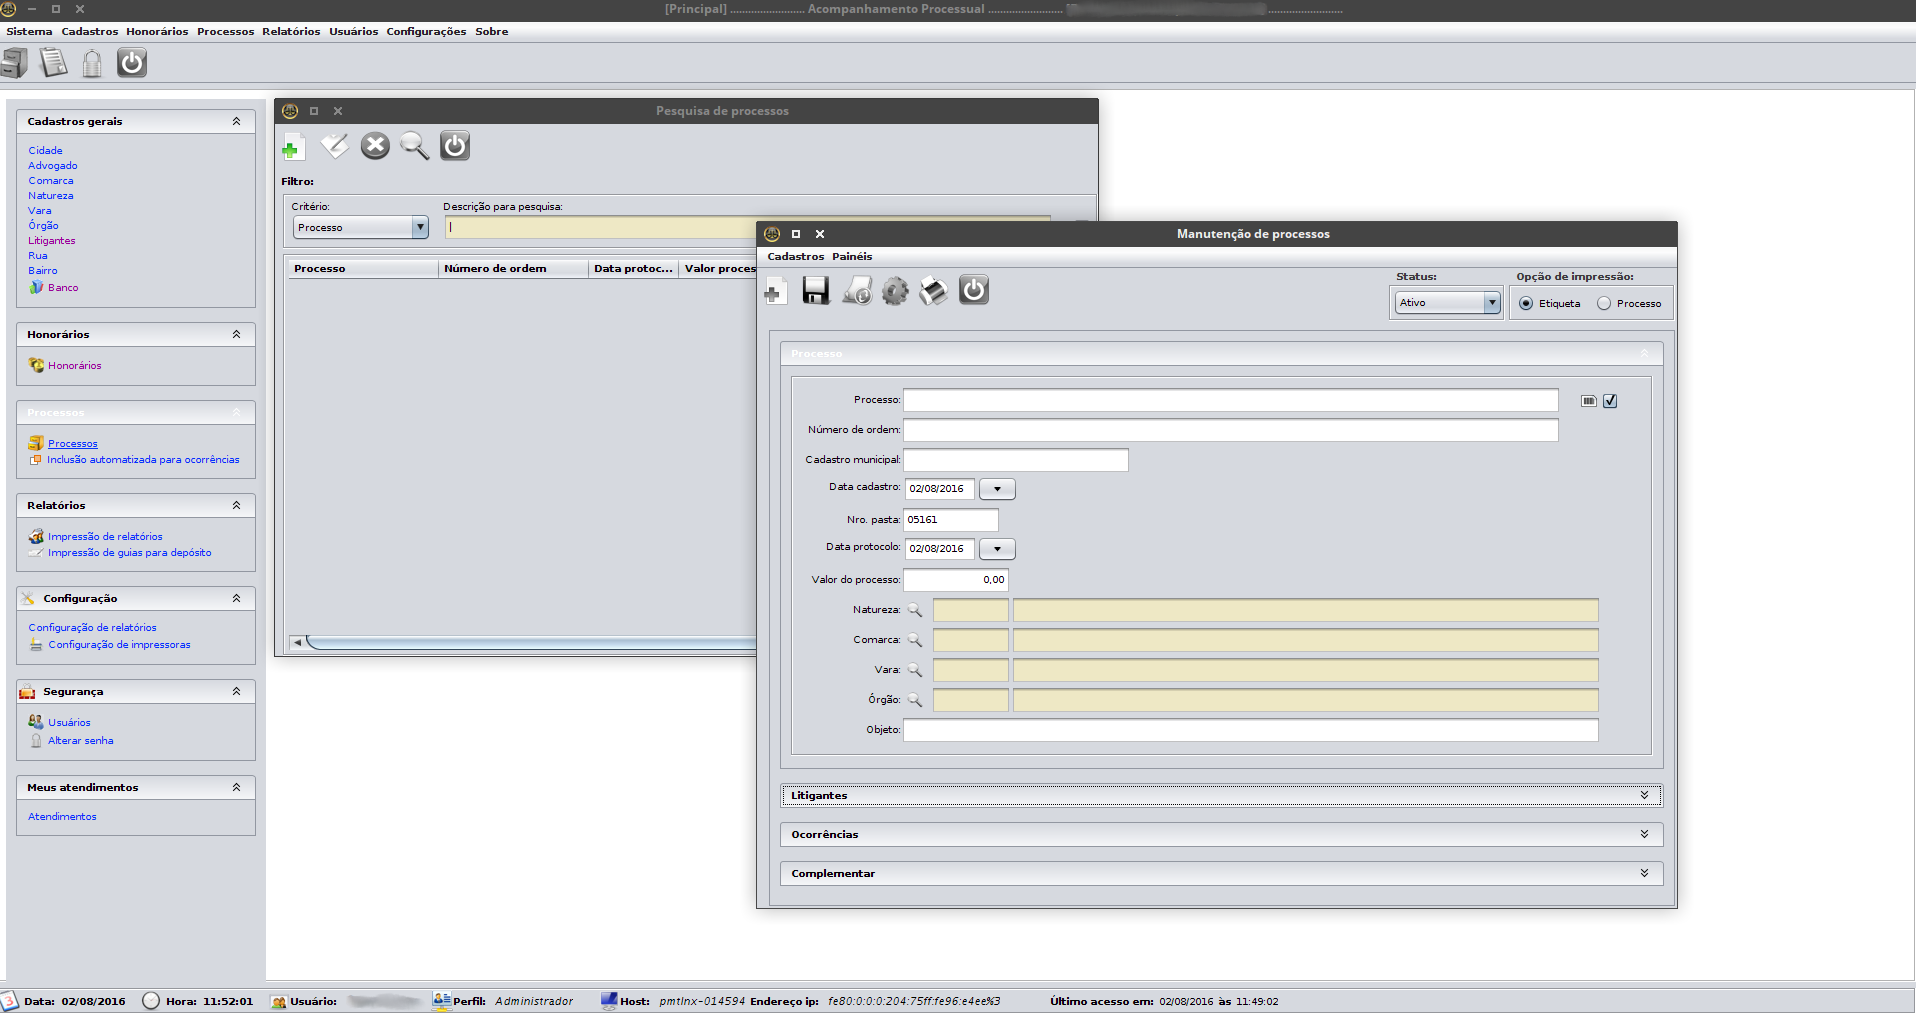 [Principal] ......................... Acompanhamento Processual ......................... .........................
Sistema Cadastros Honorários Processos Relatórios Usuários Configurações Sobre
Cadastros gerais
Cidade
Advogado
Comarca
Natureza
Vara
Órgão
Litigantes
Rua
Bairro
Banco
Honorários
Honorários
Processos
Processos
Inclusão automatizada para ocorrências
Relatórios
Impressão de relatórios
Impressão de guias para depósito
Configuração
Configuração de relatórios
Configuração de impressoras
Segurança
Usuários
Alterar senha
Meus atendimentos
Atendimentos
Pesquisa de processos
Filtro:
Critério: Descrição para pesquisa:
Processo
Processo Número de ordem Data protoc... Valor proces
Manutenção de processos
Cadastros Painéis
Status: Opção de impressão:
Ativo Etiqueta Processo
Processo
Processo:
Número de ordem:
Cadastro municipal:
Data cadastro: 02/08/2016
Nro. pasta: 05161
Data protocolo: 02/08/2016
Valor do processo: 0,00
Natureza:
Comarca:
Vara:
Órgão:
Objeto:
Litigantes
Ocorrências
Complementar
Data: 02/08/2016 Hora: 11:52:01 Usuário: Perfil: Administrador Host: pmtlnx-014594 Endereço ip: fe80:0:0:0:204:75ff:fe96:e4ee%3 Último acesso em: 02/08/2016 às 11:49:02